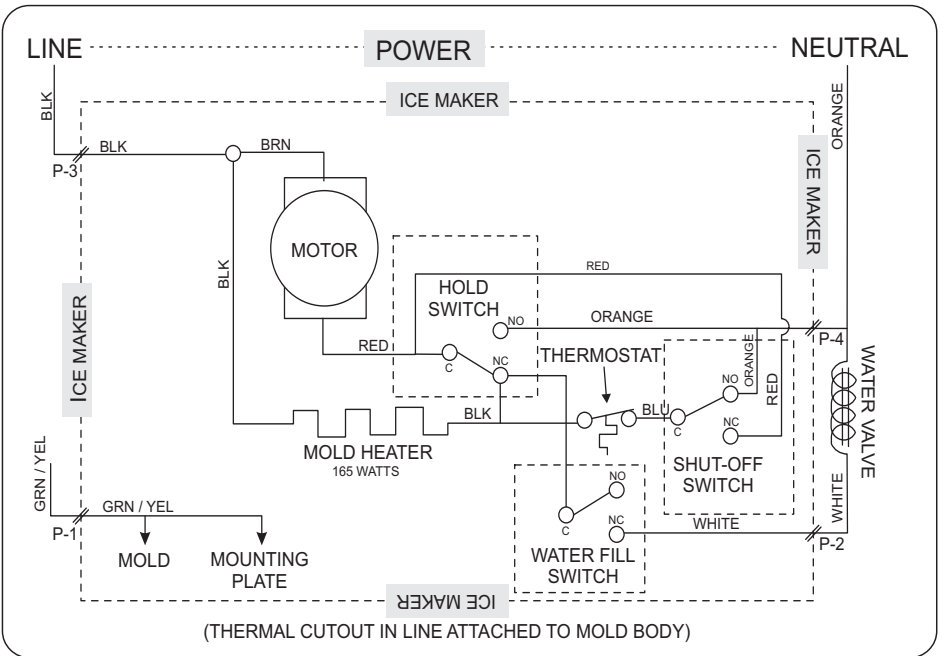 LINE
POWER
NEUTRAL
BLK
ICE MAKER
ORANGE
P-3
BLK
BRN
ICE MAKER
MOTOR
BLK
RED
HOLD
SWITCH
NO
ORANGE
P-4
ICE MAKER
RED
C
NC
THERMOSTAT
ORANGE
RED
WATER VALVE
BLK
BLU
C
NO
NC
MOLD HEATER
165 WATTS
SHUT-OFF
SWITCH
GRN / YEL
GRN / YEL
P-1
MOLD
MOUNTING
PLATE
NO
C
NC
WATER FILL
SWITCH
WHITE
WHITE
P-2
ICE MAKER
(THERMAL CUTOUT IN LINE ATTACHED TO MOLD BODY)